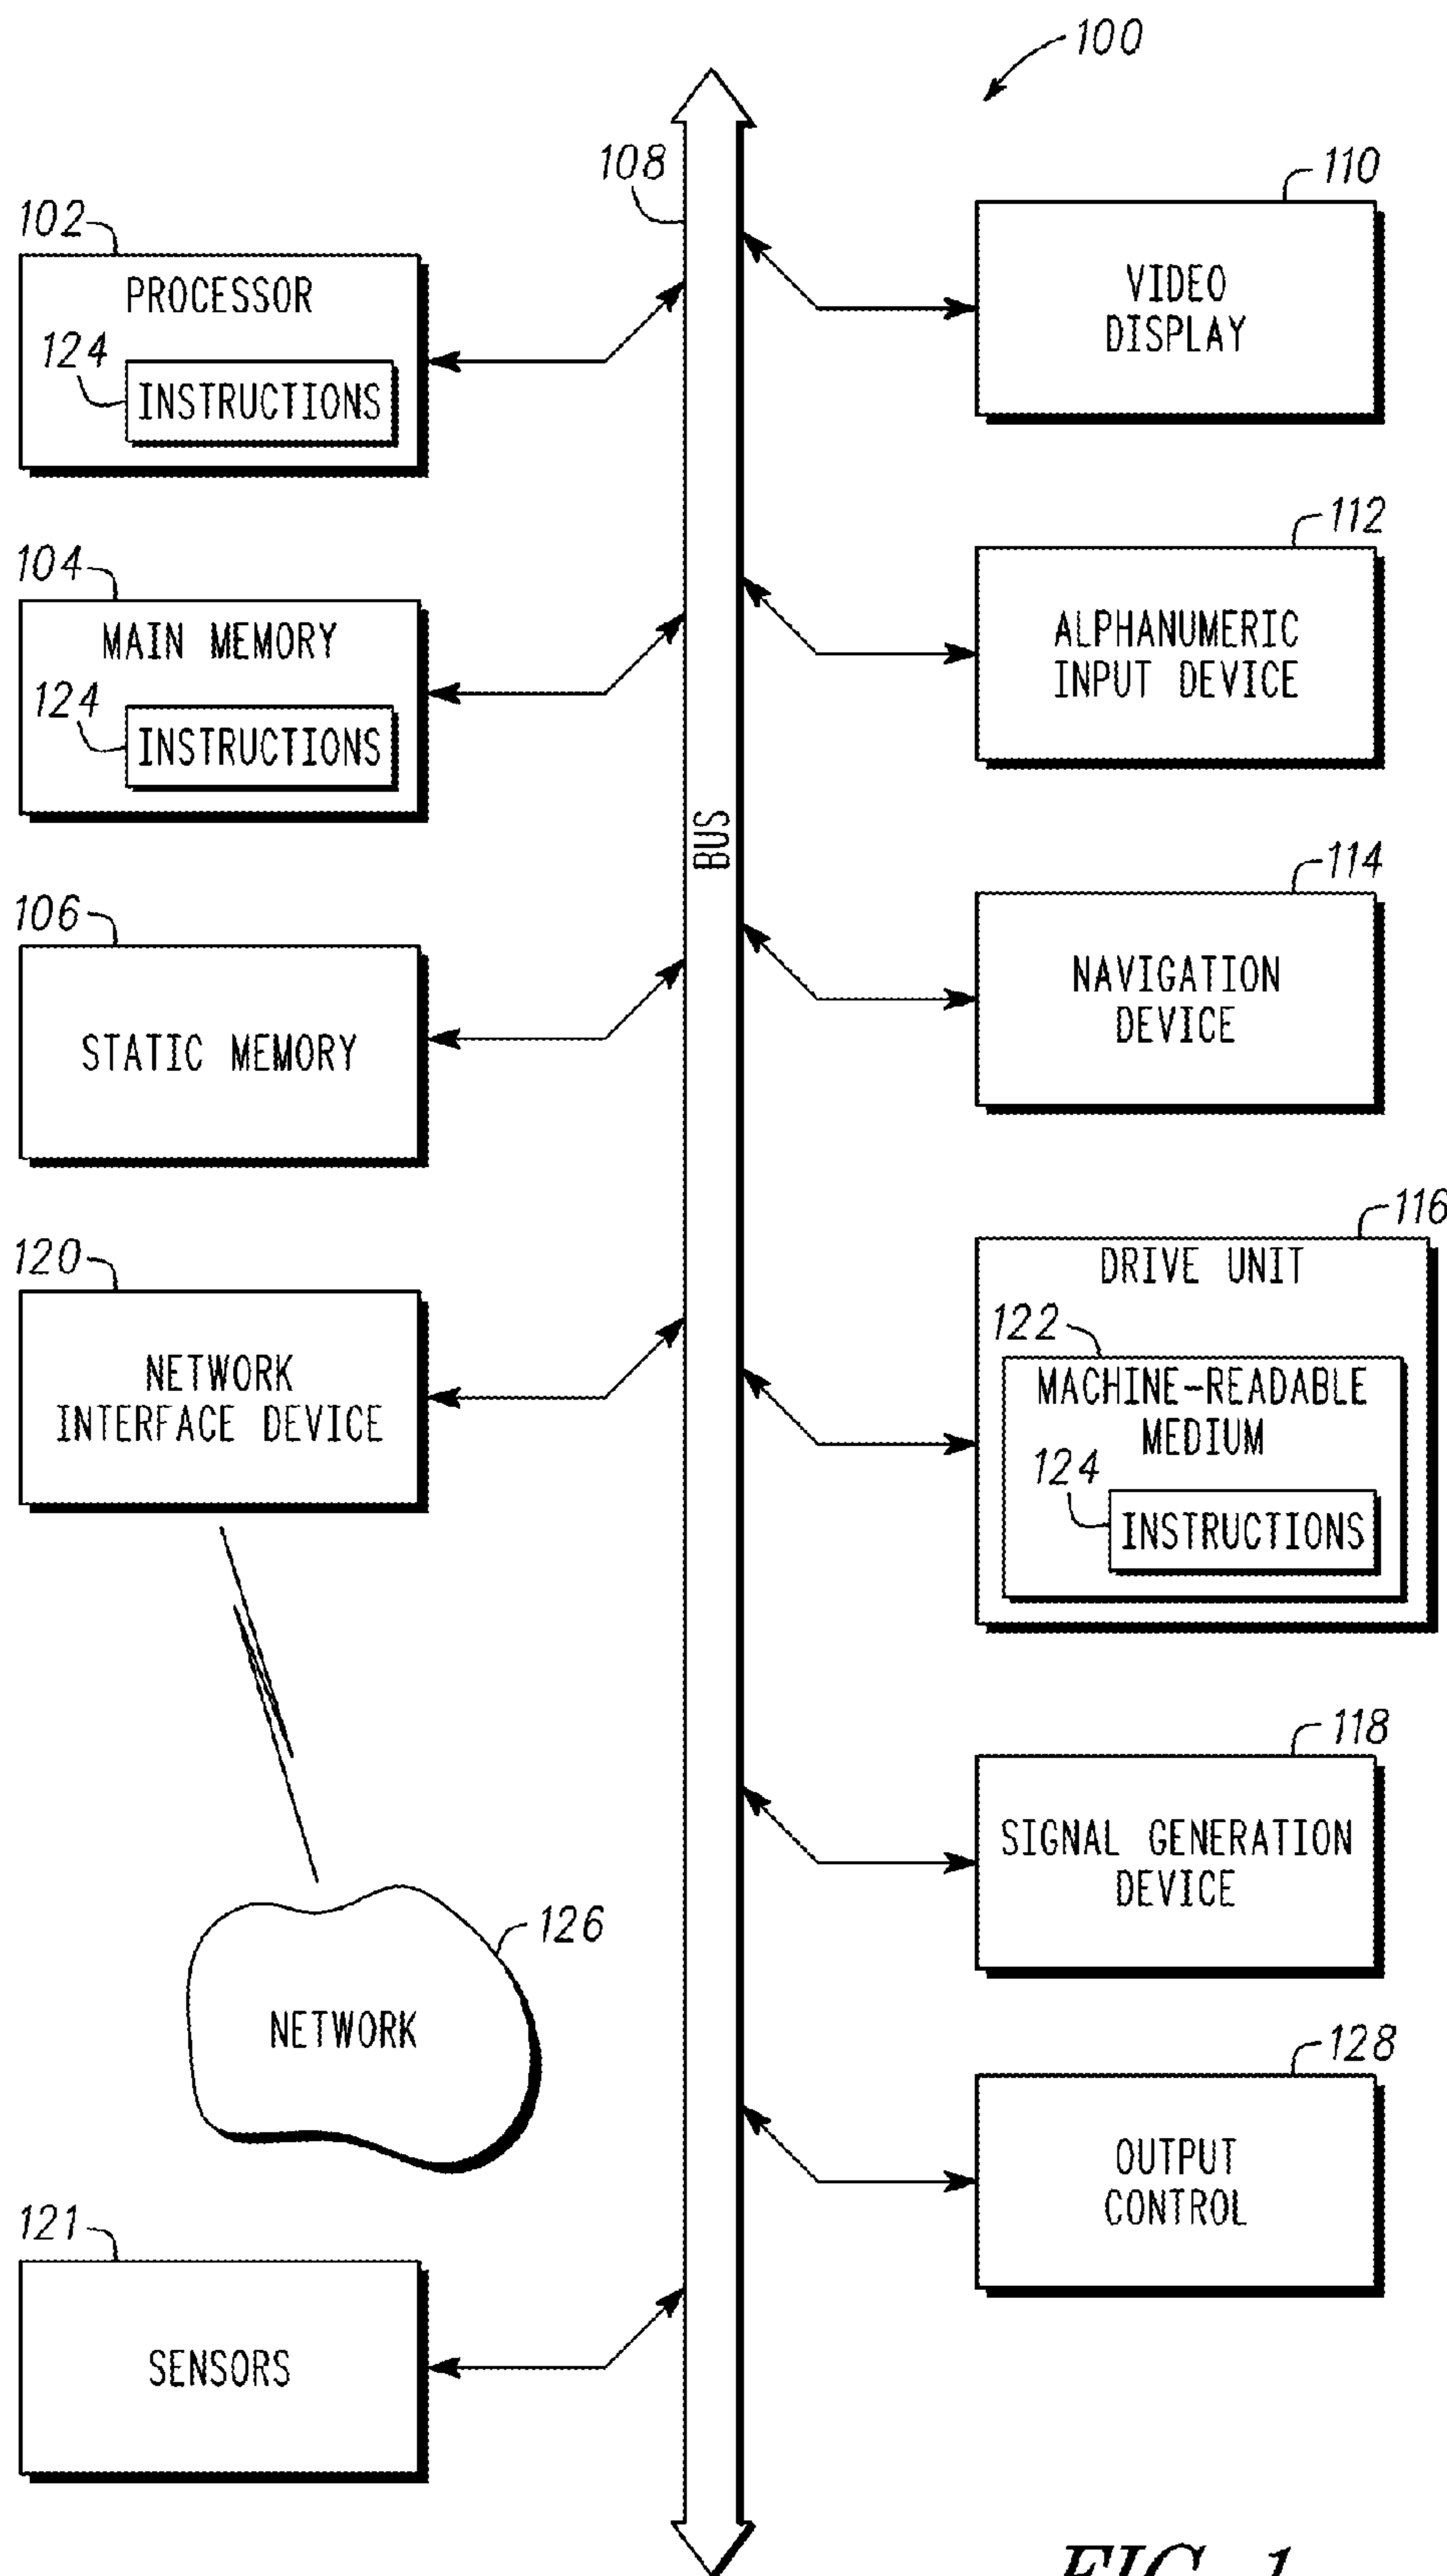 100
108
110
VIDEO
DISPLAY
102
PROCESSOR
124
INSTRUCTIONS
112
ALPHANUMERIC
INPUT DEVICE
104
MAIN MEMORY
124
INSTRUCTIONS
BUS
114
NAVIGATION
DEVICE
106
STATIC MEMORY
116
DRIVE UNIT
122
MACHINE-READABLE
MEDIUM
124
INSTRUCTIONS
120
NETWORK
INTERFACE DEVICE
118
SIGNAL GENERATION
DEVICE
126
NETWORK
128
OUTPUT
CONTROL
121
SENSORS
FIG. 1